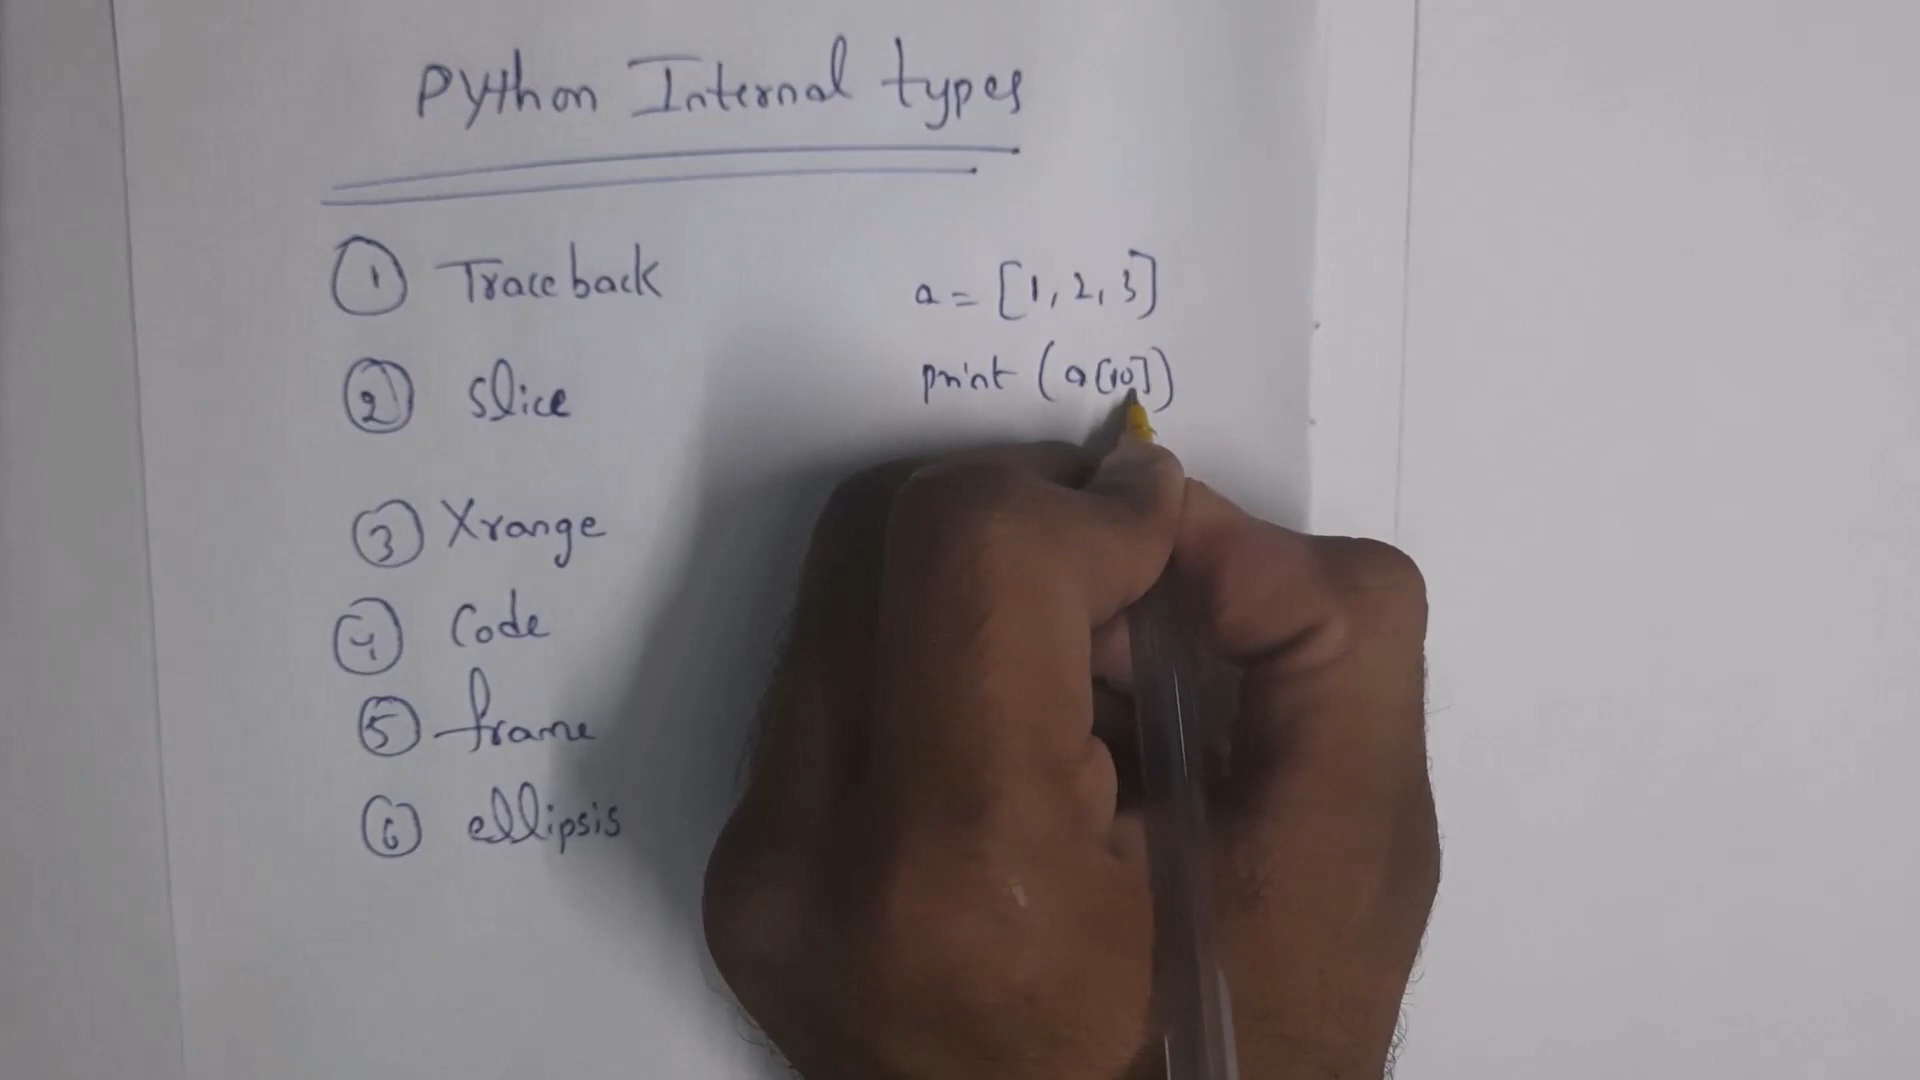 Python Internal types
1 Traceback
a = [1, 2, 3]
print (a[10])
2 slice
3 Xrange
4 Code
5 frame
6 ellipsis